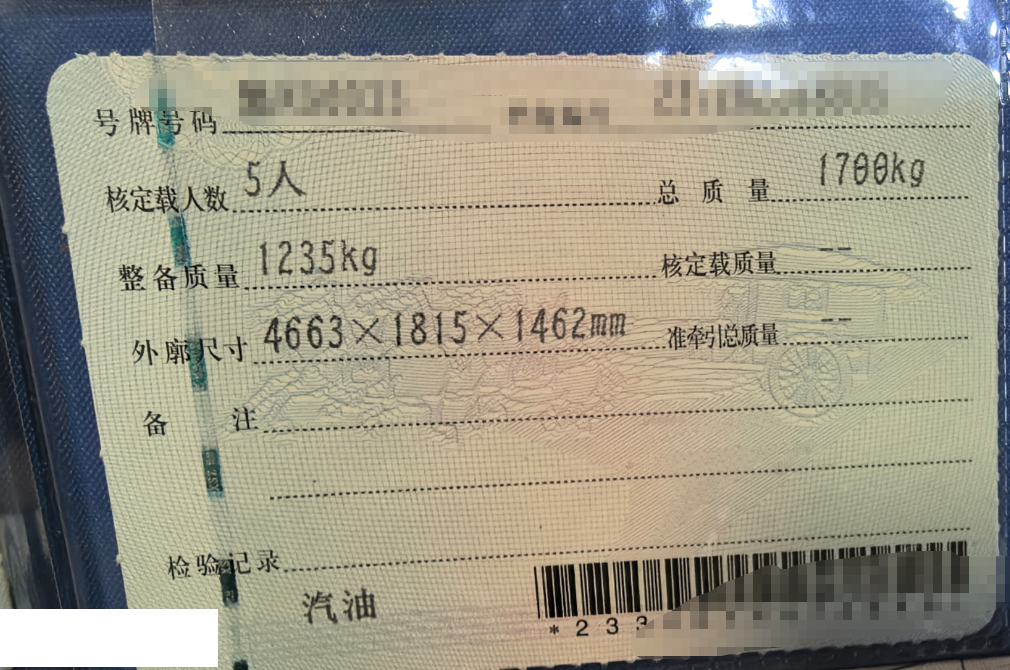 号牌号码
核定载人数 5人 总质量 1700kg
整备质量 1235kg 核定载质量 --
外廓尺寸 4663×1815×1462mm 准牵引总质量 --
备注
检验记录
汽油
*233